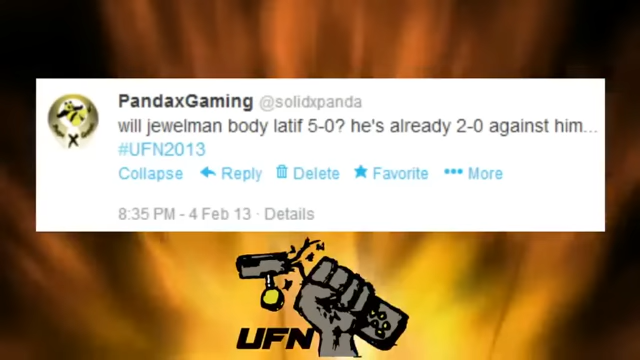 PandaxGaming @solidxpanda
will jewelman body latif 5-0? he's already 2-0 against him...
#UFN2013
Collapse Reply Delete Favorite More
8:35 PM - 4 Feb 13 · Details
UFN